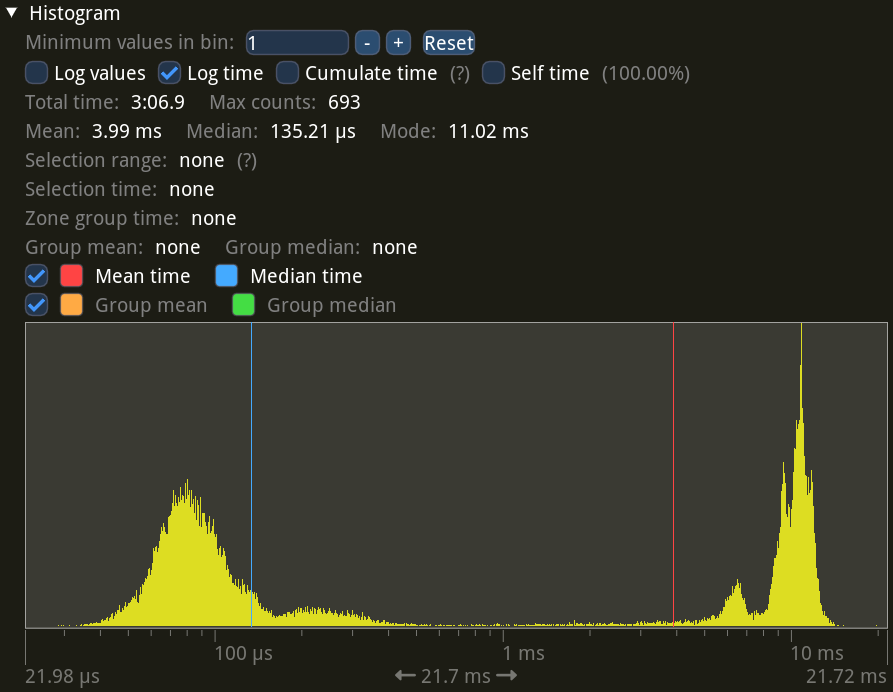 Histogram
Minimum values in bin: 1 - + Reset
Log values Log time Cumulate time (?) Self time (100.00%)
Total time: 3:06.9 Max counts: 693
Mean: 3.99 ms Median: 135.21 µs Mode: 11.02 ms
Selection range: none (?)
Selection time: none
Zone group time: none
Group mean: none Group median: none
Mean time Median time
Group mean Group median
100 µs 1 ms 10 ms
21.98 µs 21.7 ms 21.72 ms